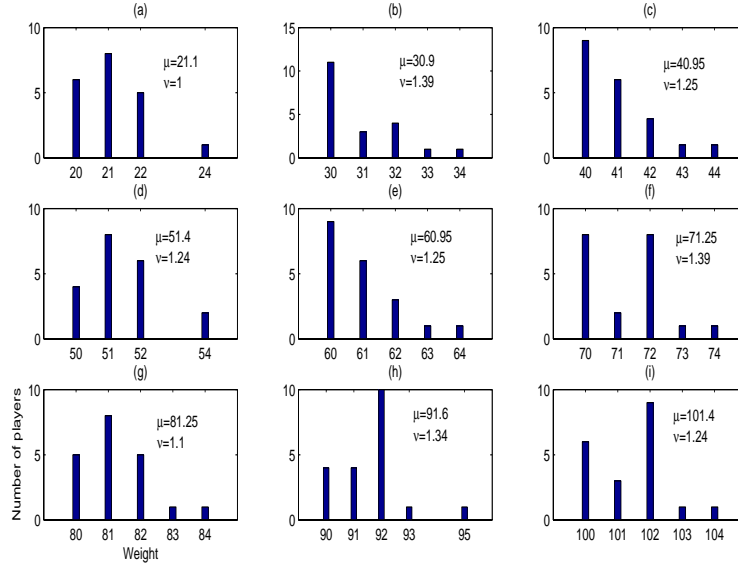 (a)
10
5
0
20 21 22 24
μ=21.1
ν=1
(b)
15
10
5
0
30 31 32 33 34
μ=30.9
ν=1.39
(c)
10
5
0
40 41 42 43 44
μ=40.95
ν=1.25
(d)
10
5
0
50 51 52 54
μ=51.4
ν=1.24
(e)
10
5
0
60 61 62 63 64
μ=60.95
ν=1.25
(f)
10
5
0
70 71 72 73 74
μ=71.25
ν=1.39
(g)
10
5
0
80 81 82 83 84
μ=81.25
ν=1.1
Number of players
Weight
(h)
10
5
0
90 91 92 93 95
μ=91.6
ν=1.34
(i)
10
5
0
100 101 102 103 104
μ=101.4
ν=1.24